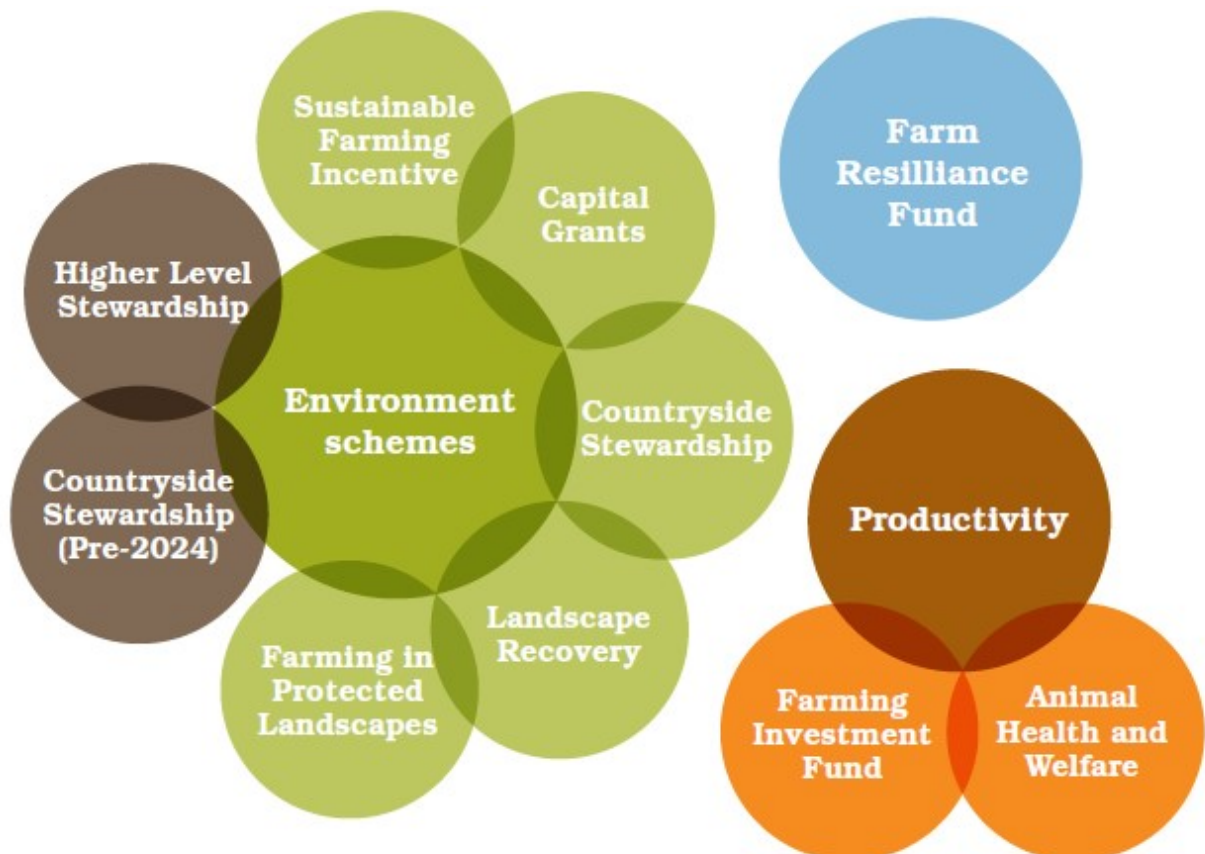 Sustainable
Farming
Incentive
Capital
Grants
Farm
Resilliance
Fund
Higher Level
Stewardship
Environment
schemes
Countryside
Stewardship
Countryside
Stewardship
(Pre-2024)
Productivity
Landscape
Recovery
Farming in
Protected
Landscapes
Farming
Investment
Fund
Animal
Health and
Welfare